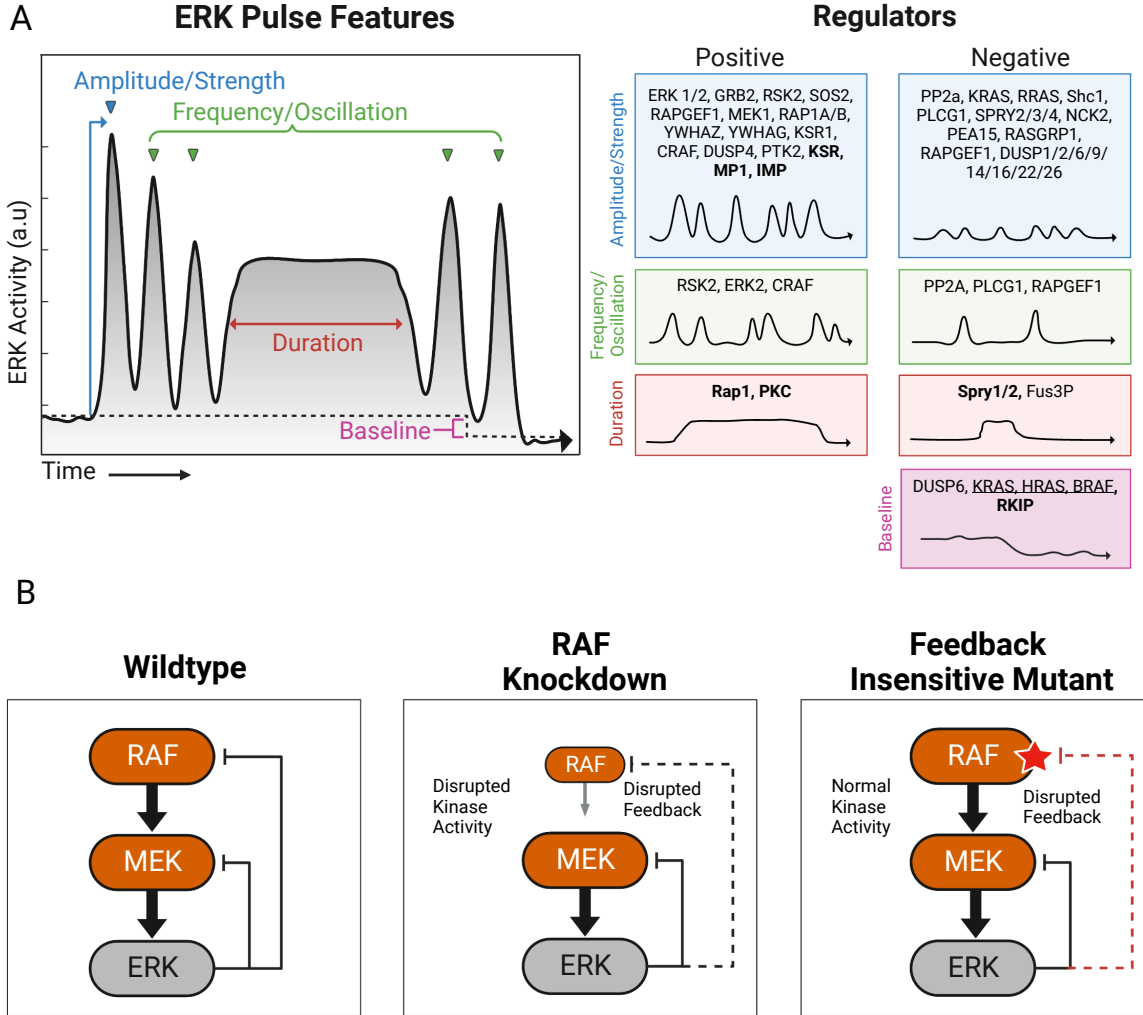 A
ERK Pulse Features
Amplitude/Strength
Frequency/Oscillation
Duration
Baseline
ERK Activity (a.u)
Time
Regulators
Positive
Negative
Amplitude/Strength
ERK 1/2, GRB2, RSK2, SOS2,
RAPGEF1, MEK1, RAP1A/B,
YWHAZ, YWHAG, KSR1,
CRAF, DUSP4, PTK2, KSR,
MP1, IMP
PP2a, KRAS, RRAS, Shc1,
PLCG1, SPRY2/3/4, NCK2,
PEA15, RASGRP1,
RAPGEF1, DUSP1/2/6/9/
14/16/22/26
Frequency/
Oscillation
RSK2, ERK2, CRAF
PP2A, PLCG1, RAPGEF1
Duration
Rap1, PKC
Spry1/2, Fus3P
Baseline
DUSP6, KRAS, HRAS, BRAF,
RKIP
B
Wildtype
RAF
MEK
ERK
RAF
Knockdown
RAF
Disrupted
Kinase
Activity
Disrupted
Feedback
MEK
ERK
Feedback
Insensitive Mutant
RAF
Normal
Kinase
Activity
Disrupted
Feedback
MEK
ERK